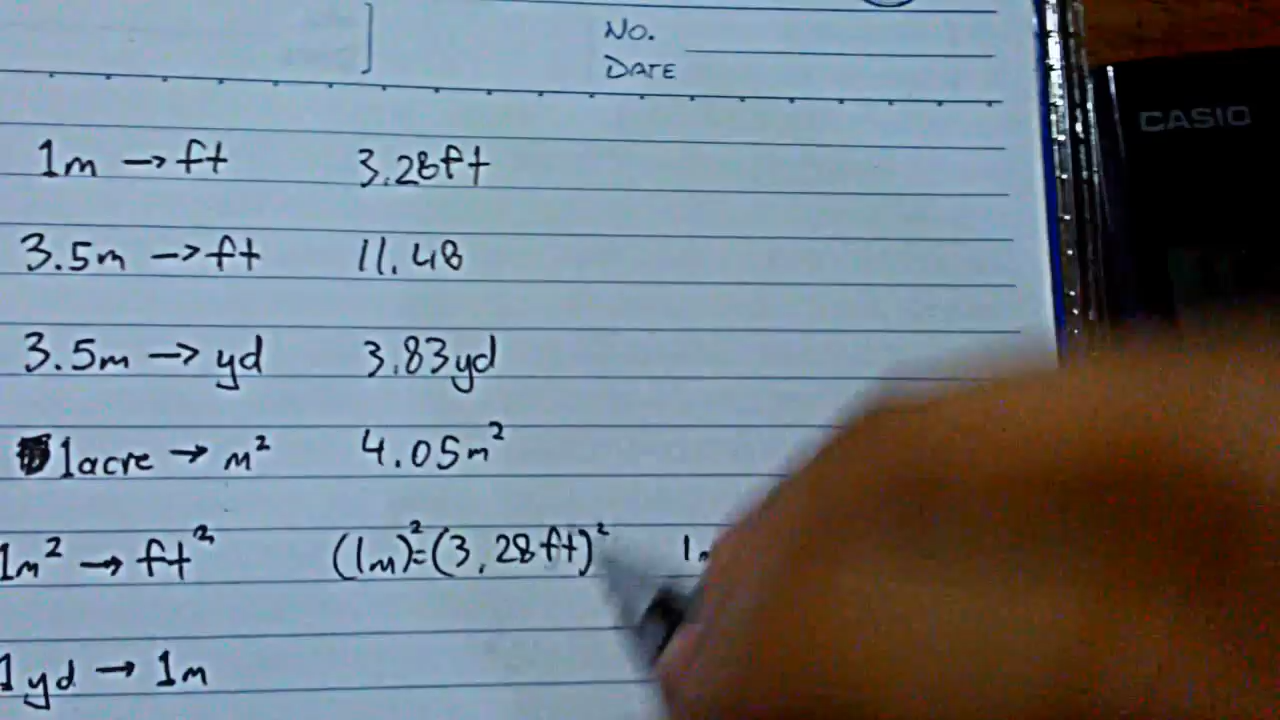 NO.
DATE
CASIO
1m → ft 3.28ft
3.5m → ft 11.48
3.5m → yd 3.83yd
1acre → m² 4.05m²
1m² → ft² (1m)²=(3,28ft)² 1m
1yd → 1m